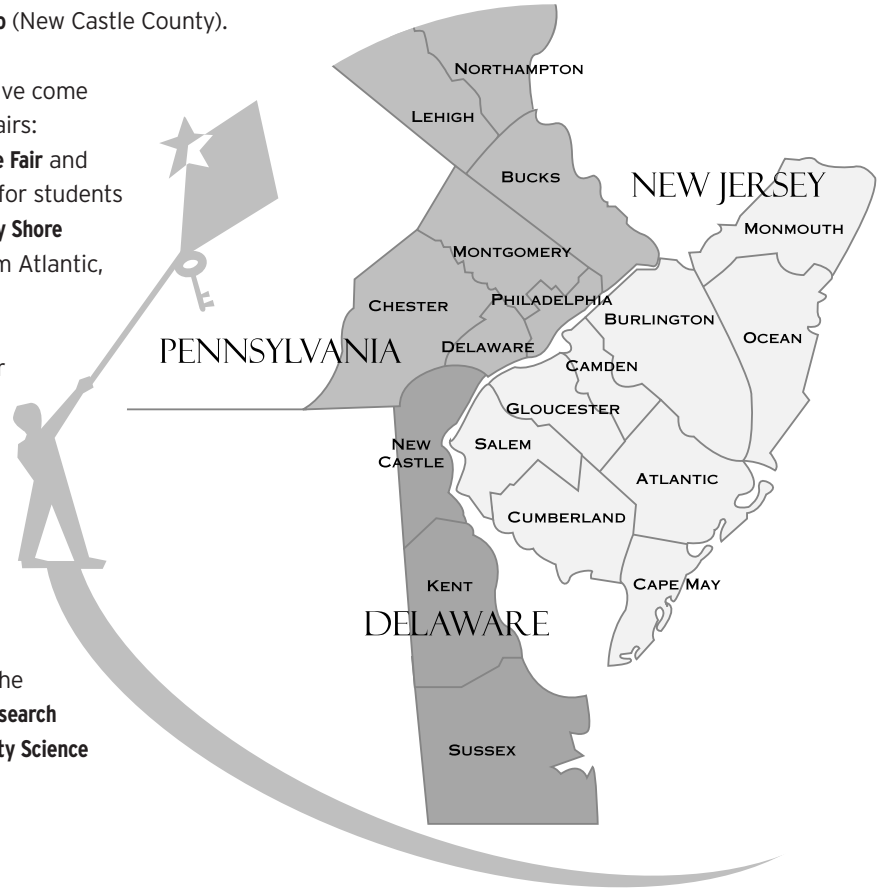 o (New Castle County).
ve come
airs:
e Fair and
for students
y Shore
m Atlantic,
r
he
search
ty Science
NORTHAMPTON
LEHIGH
BUCKS
NEW JERSEY
MONMOUTH
MONTGOMERY
PHILADELPHIA
CHESTER
BURLINGTON
OCEAN
PENNSYLVANIA
DELAWARE
CAMDEN
GLOUCESTER
NEW
CASTLE
SALEM
ATLANTIC
CUMBERLAND
KENT
CAPE MAY
DELAWARE
SUSSEX